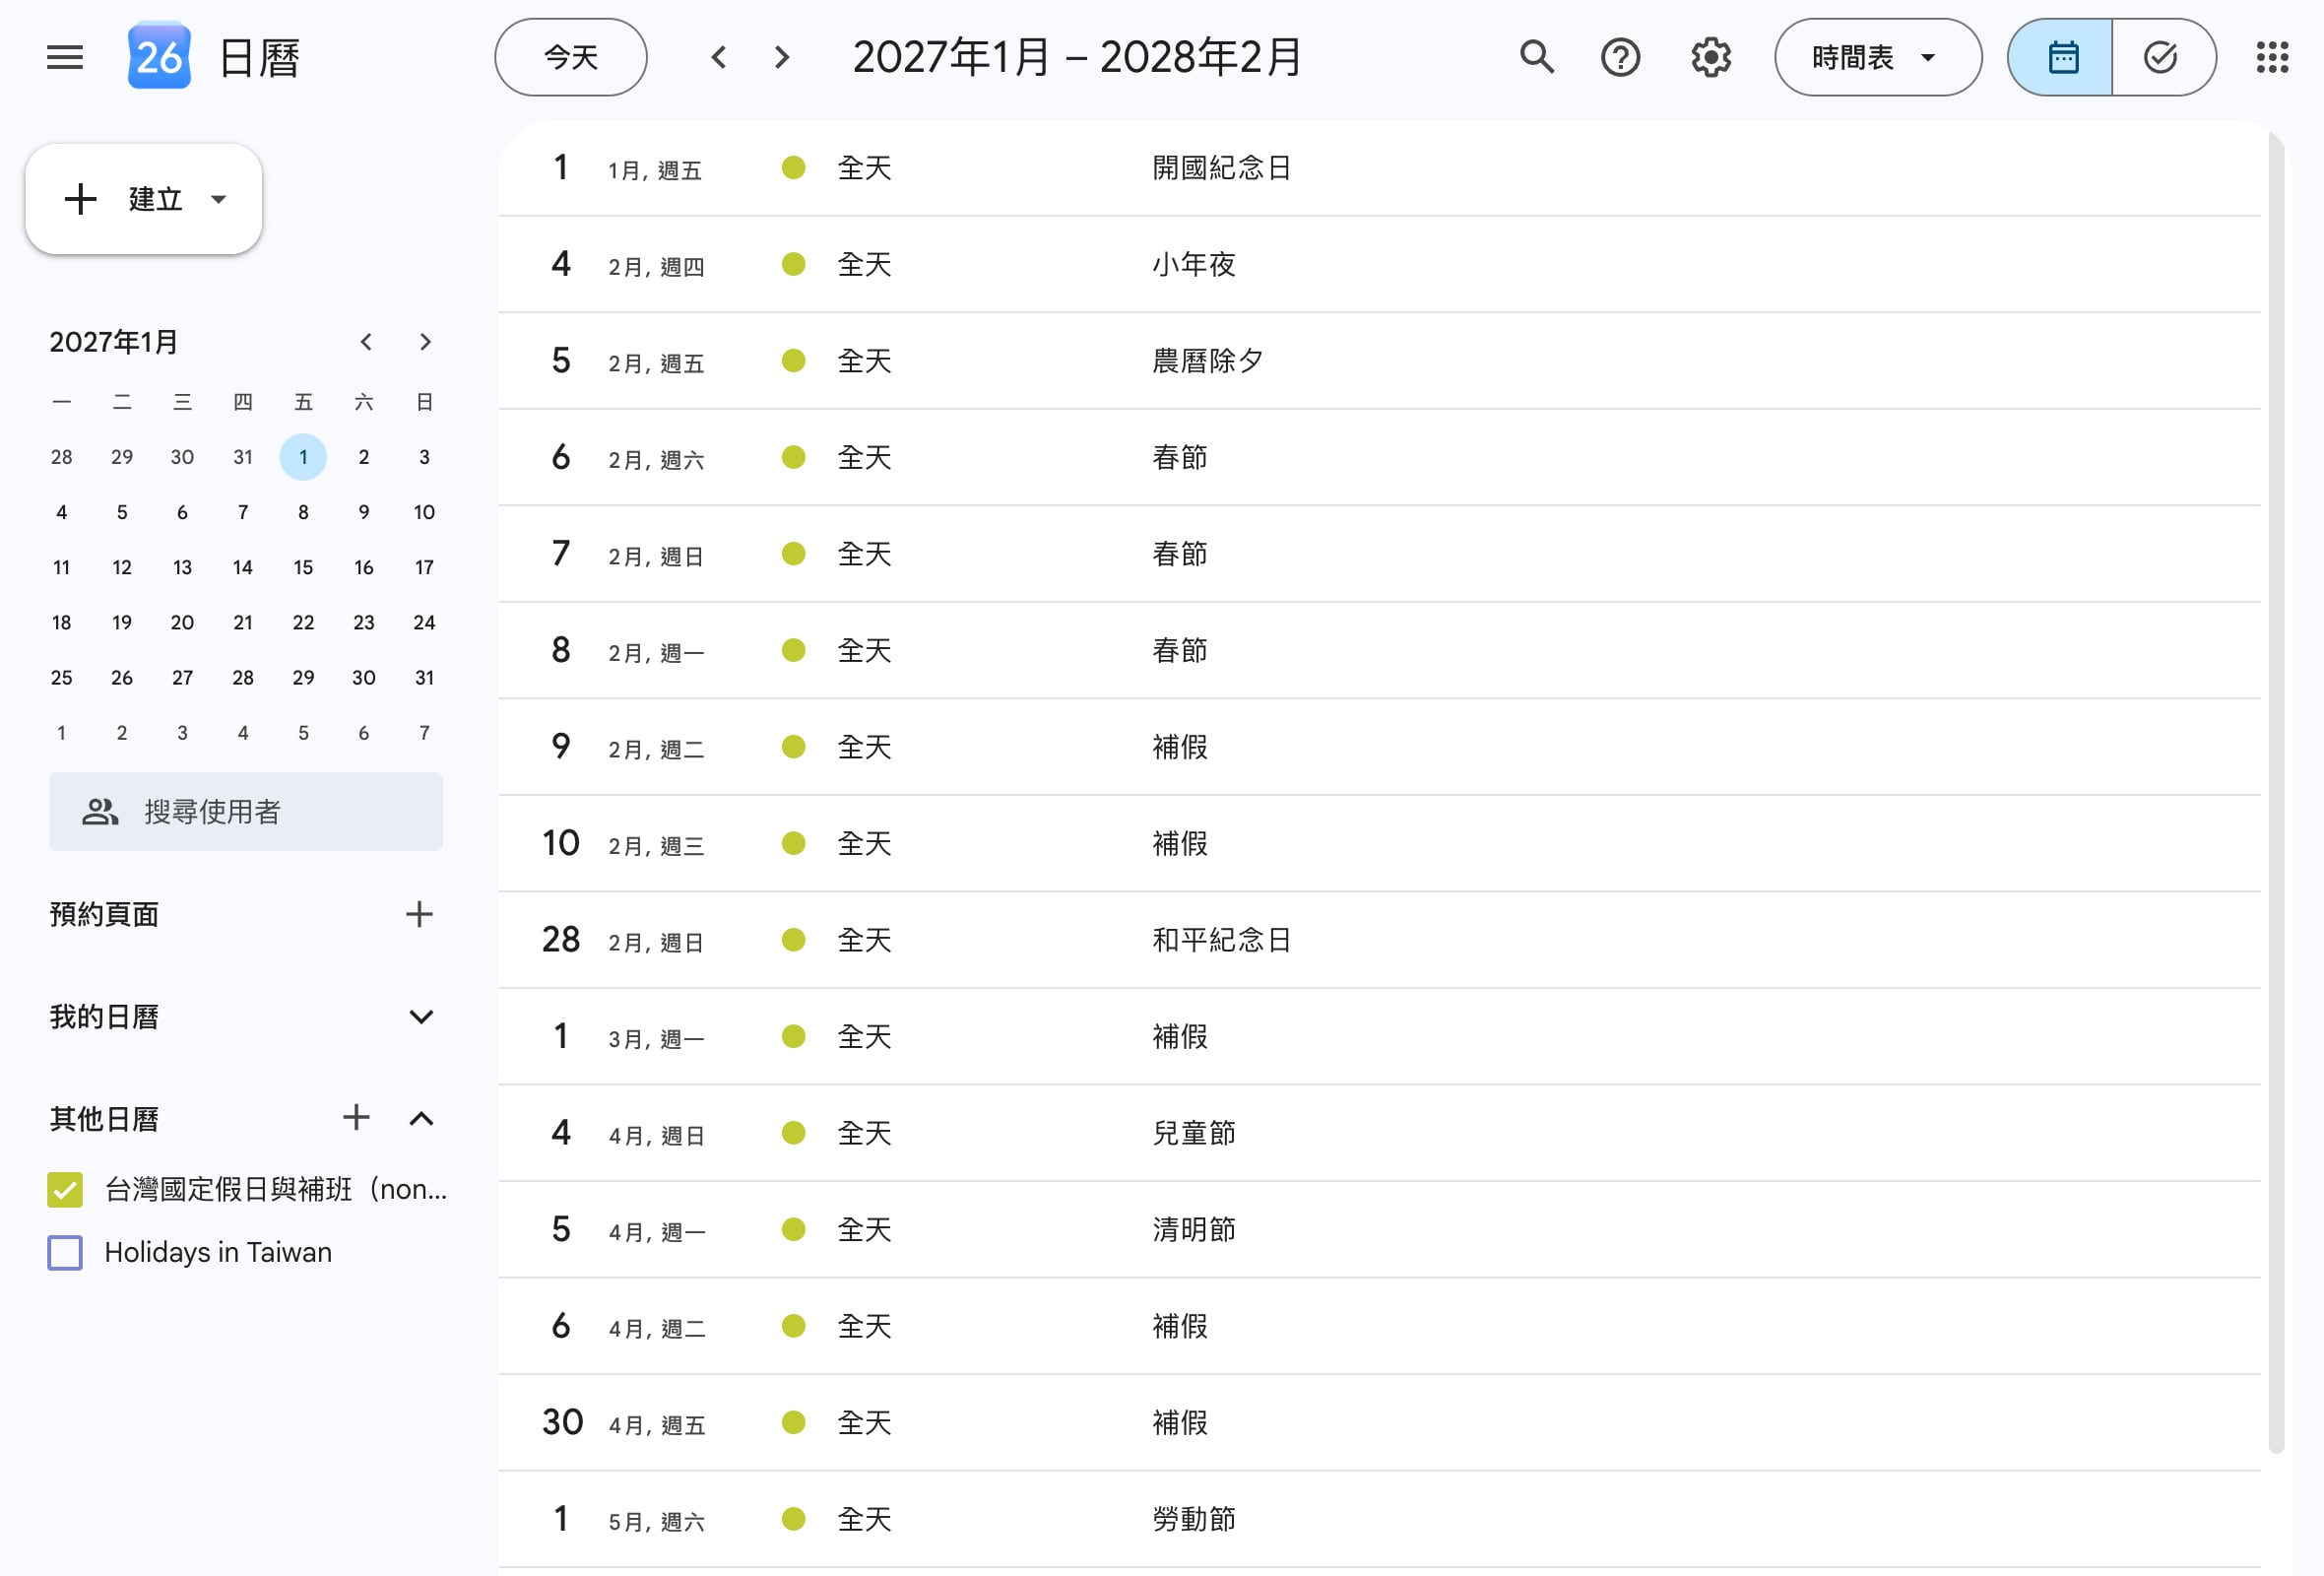 26 日曆 今天 2027年1月 – 2028年2月 時間表
建立
2027年1月
一 二 三 四 五 六 日
28 29 30 31 1 2 3
4 5 6 7 8 9 10
11 12 13 14 15 16 17
18 19 20 21 22 23 24
25 26 27 28 29 30 31
1 2 3 4 5 6 7
搜尋使用者
預約頁面
我的日曆
其他日曆
台灣國定假日與補班（non...
Holidays in Taiwan
1 1月, 週五 全天 開國紀念日
4 2月, 週四 全天 小年夜
5 2月, 週五 全天 農曆除夕
6 2月, 週六 全天 春節
7 2月, 週日 全天 春節
8 2月, 週一 全天 春節
9 2月, 週二 全天 補假
10 2月, 週三 全天 補假
28 2月, 週日 全天 和平紀念日
1 3月, 週一 全天 補假
4 4月, 週日 全天 兒童節
5 4月, 週一 全天 清明節
6 4月, 週二 全天 補假
30 4月, 週五 全天 補假
1 5月, 週六 全天 勞動節